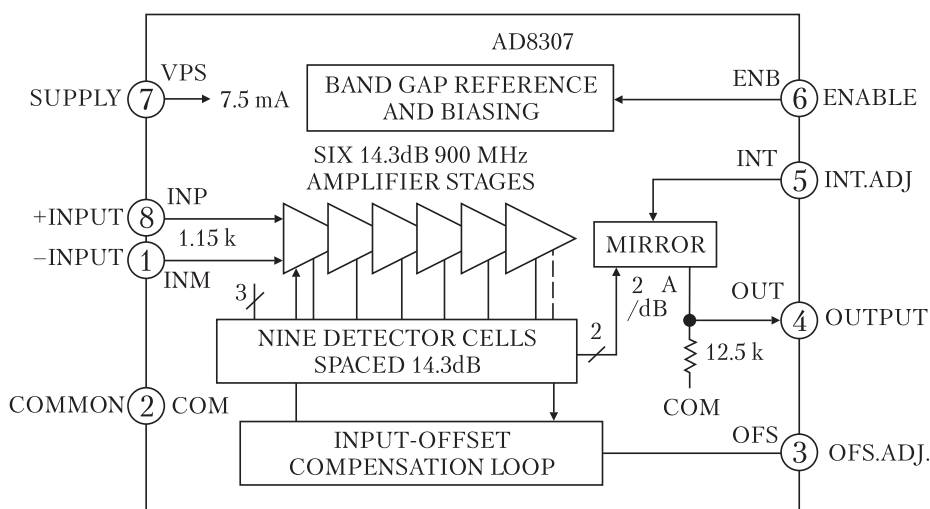 AD8307
VPS
SUPPLY 7 7.5 mA
BAND GAP REFERENCE
AND BIASING
ENB
6 ENABLE
SIX 14.3dB 900 MHz
AMPLIFIER STAGES
INT
5 INT.ADJ
INP
+INPUT 8
1.15 k
−INPUT 1
INM
MIRROR
3
2 A
/dB
OUT
4 OUTPUT
NINE DETECTOR CELLS
SPACED 14.3dB
2
12.5 k
COM
COMMON 2 COM
INPUT-OFFSET
COMPENSATION LOOP
OFS
3 OFS.ADJ.